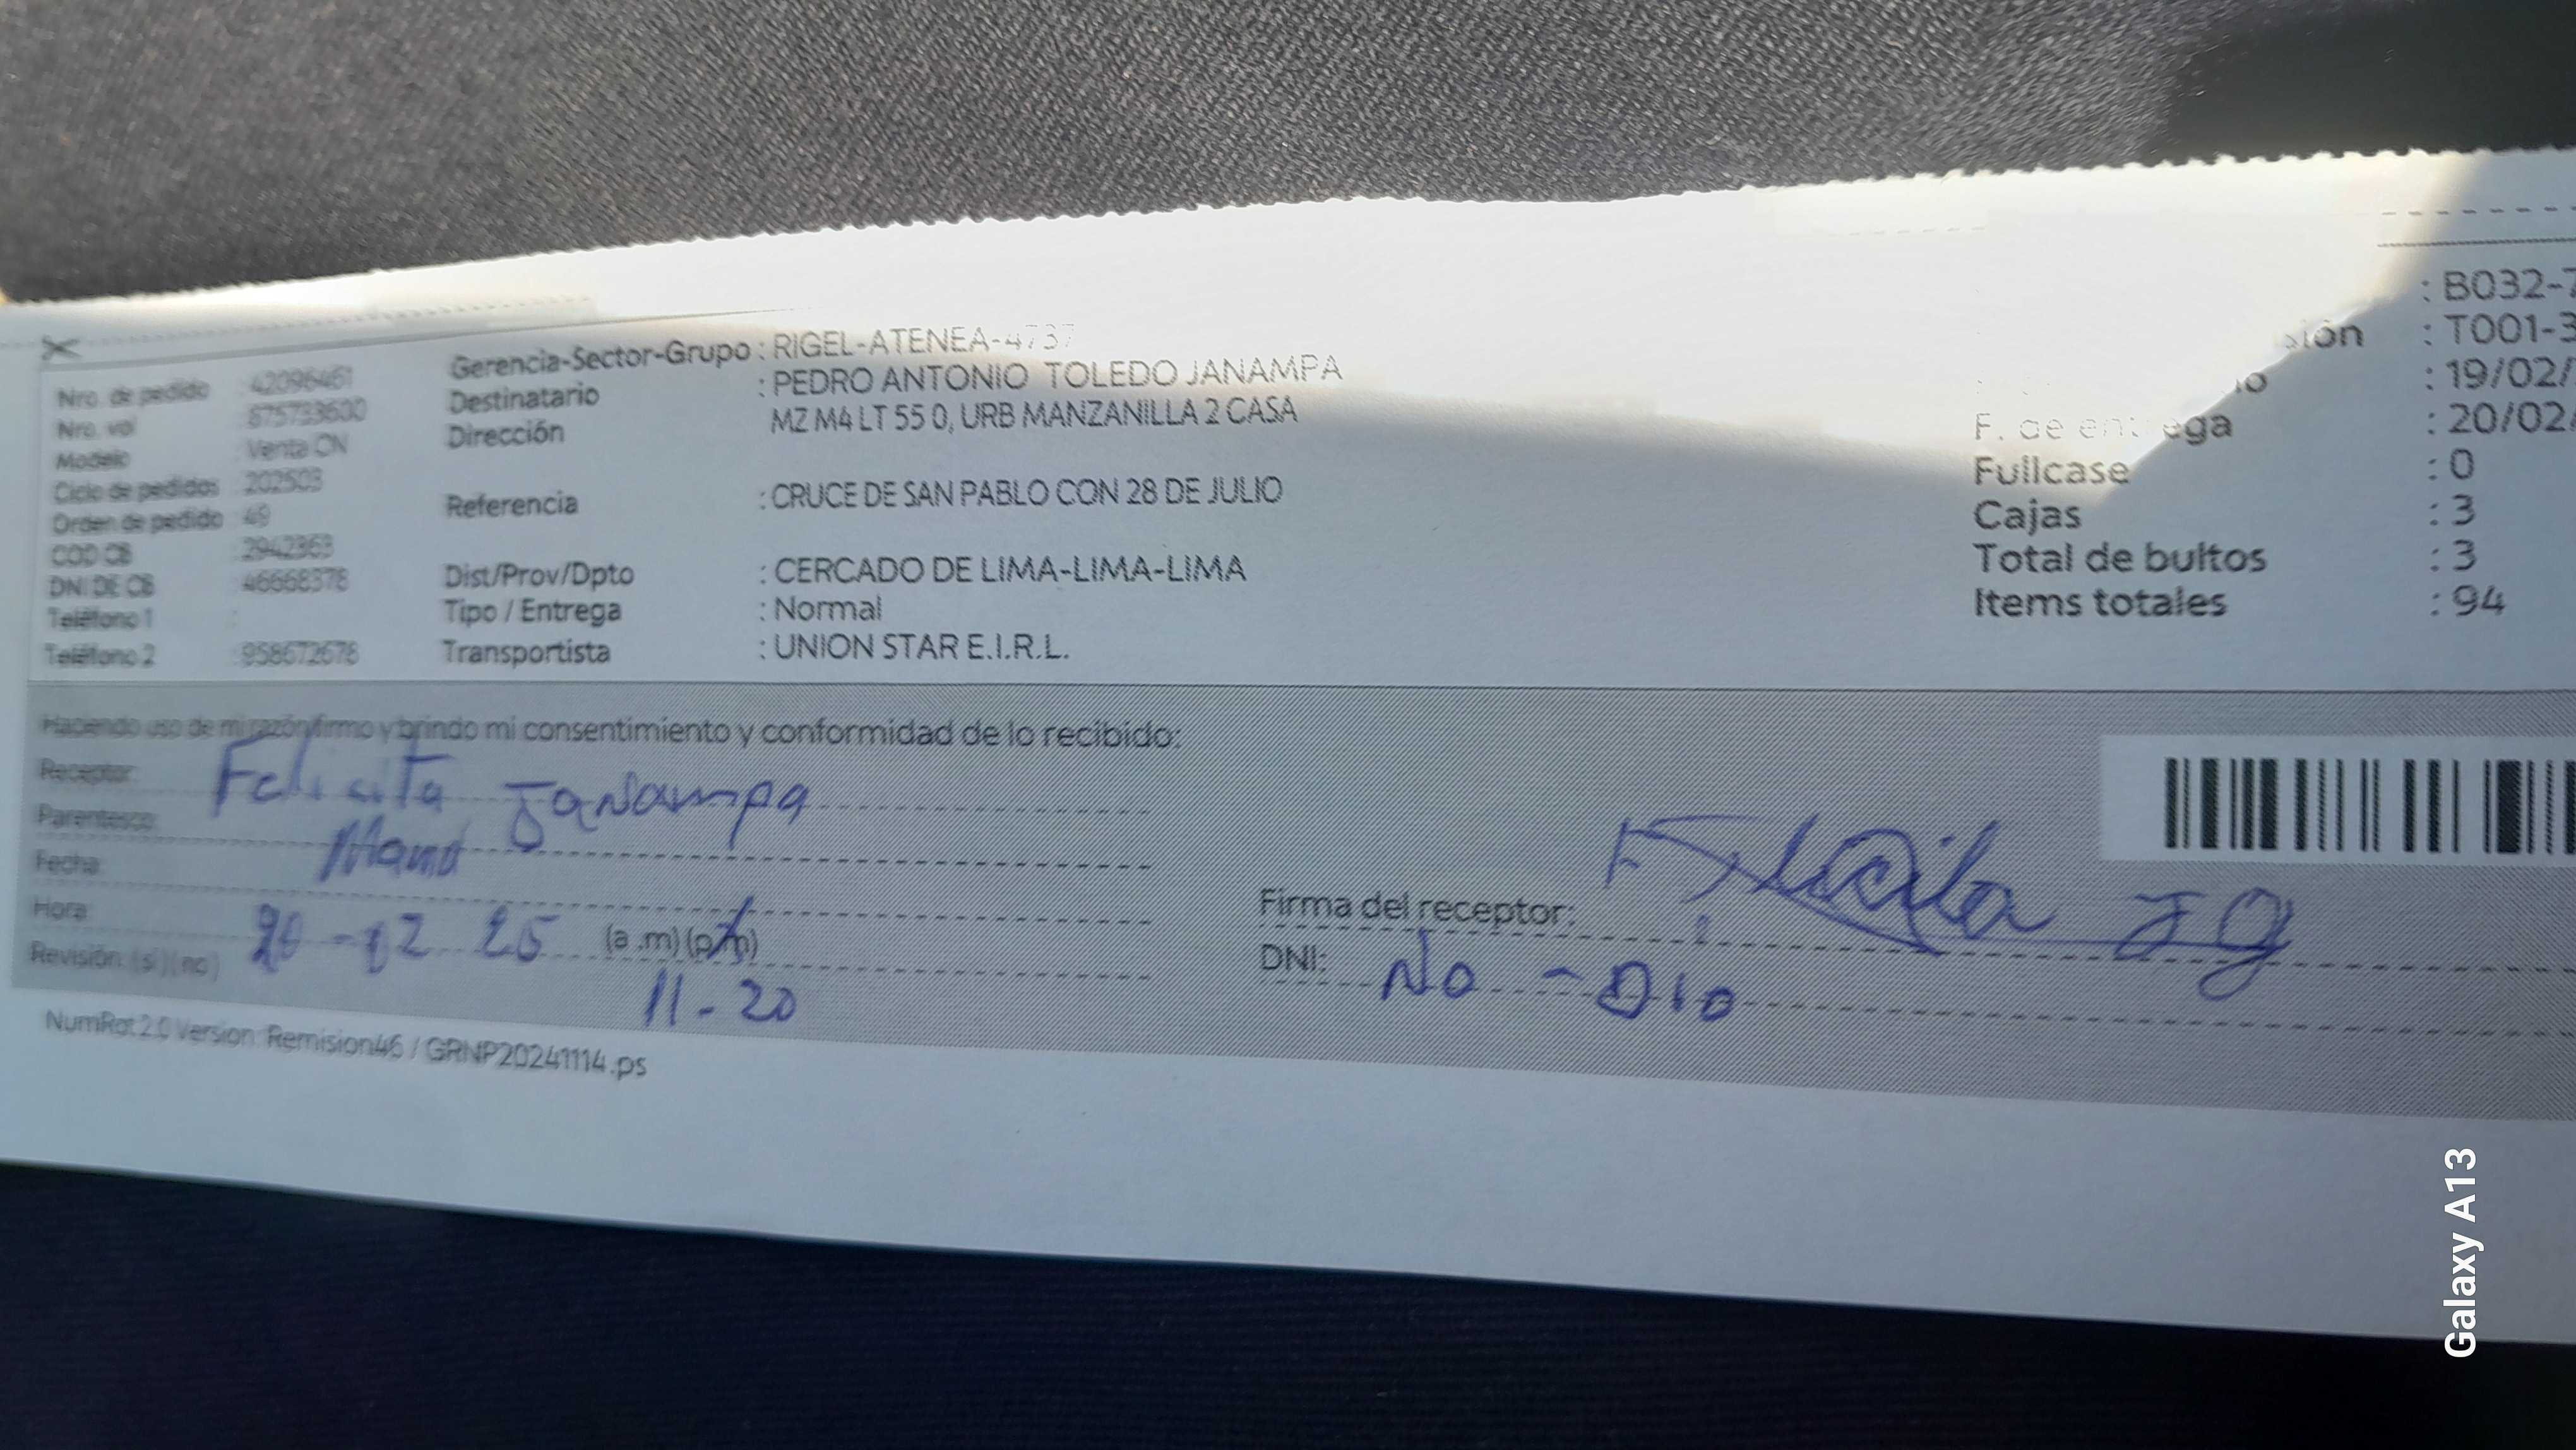 Nro. de pedido : 42096461
Nro. val : 875733600
Modelo : Venta ON
Ciclo de pedidos : 202503
Orden de pedido : 49
COD CB : 2942363
DNI DE CB : 46668378
Teléfono 1 :
Teléfono 2 : 958672678
Gerencia-Sector-Grupo : RIGEL-ATENEA-4737
Destinatario : PEDRO ANTONIO TOLEDO JANAMPA
Dirección MZ M4 LT 55 0, URB MANZANILLA 2 CASA
Referencia : CRUCE DE SAN PABLO CON 28 DE JULIO
Dist/Prov/Dpto : CERCADO DE LIMA-LIMA-LIMA
Tipo / Entrega : Normal
Transportista : UNION STAR E.I.R.L.
: B032-7
sión : T001-3
: 19/02/
F. de entrega : 20/02/
Fullcase : 0
Cajas : 3
Total de bultos : 3
Items totales : 94
Haciendo uso de mi razón firmo y brindo mi consentimiento y conformidad de lo recibido:
Receptor: Felicita Janampa
Parentesco: Mama
Fecha:
Hora: 20-02 25 (a .m) (p.m)
Revisión: (si) (no) 11-20
Firma del receptor: Felicita J G
DNI: No - Dio
NumRot 2.0 Version: Remision46 / GRNP20241114.ps
Galaxy A13